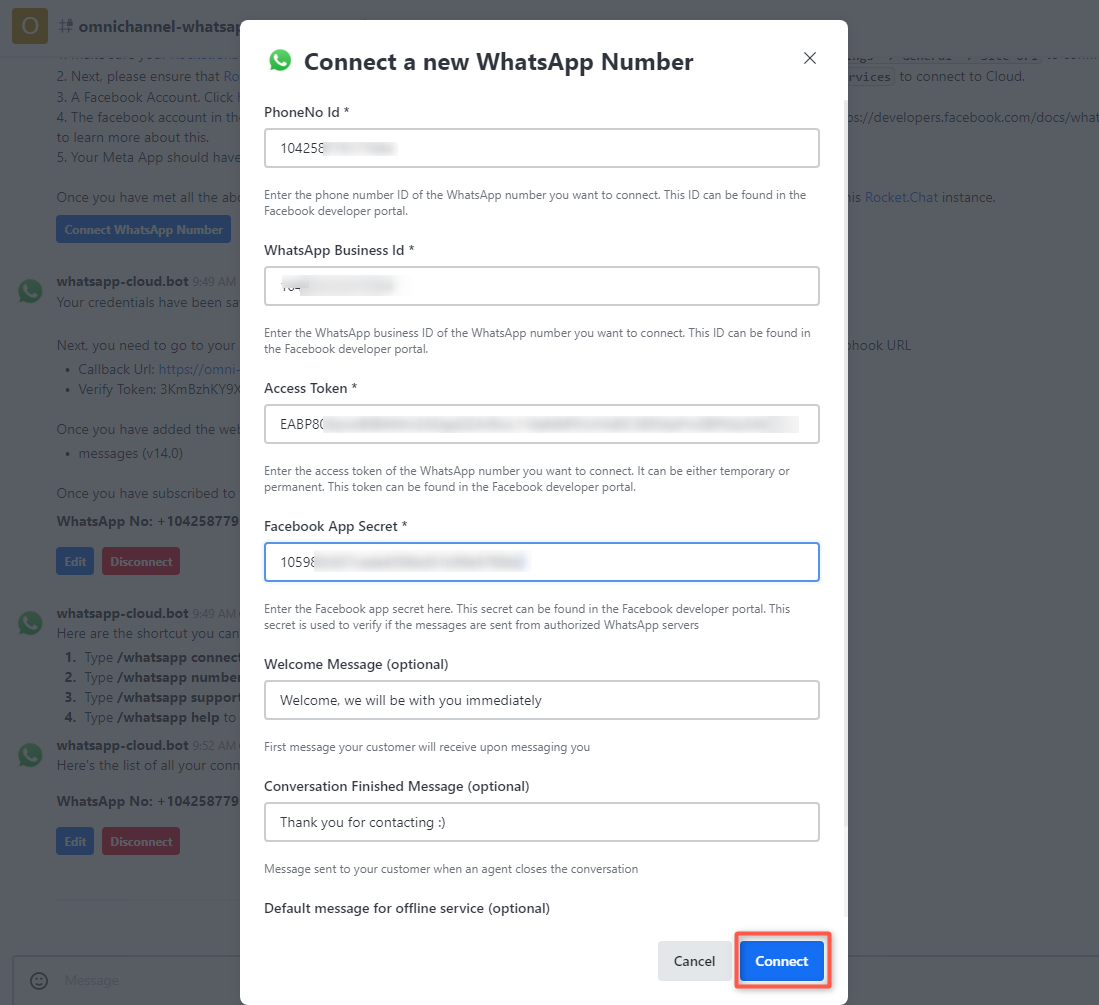 O
omnichannel-whatsap
2. Next, please ensure that Ro
ervices to connect to Cloud.
3. A Facebook Account. Click
4. The facebook account in the
ps://developers.facebook.com/docs/what
to learn more about this.
5. Your Meta App should have
Once you have met all the abo
his Rocket.Chat instance.
Connect WhatsApp Number
whatsapp-cloud.bot 9:49 AM
Your credentials have been sa
Next, you need to go to your
bhook URL
• Callback Url: https://omni-
• Verify Token: 3KmBzhKY9X
Once you have added the web
• messages (v14.0)
Once you have subscribed to
WhatsApp No: +104258779
Edit Disconnect
whatsapp-cloud.bot 9:49 AM
Here are the shortcut you can
1. Type /whatsapp connect
2. Type /whatsapp number
3. Type /whatsapp support
4. Type /whatsapp help to
whatsapp-cloud.bot 9:52 AM
Here's the list of all your conn
WhatsApp No: +104258779
Edit Disconnect
Message
Connect a new WhatsApp Number
PhoneNo Id *
104258
Enter the phone number ID of the WhatsApp number you want to connect. This ID can be found in the
Facebook developer portal.
WhatsApp Business Id *
Enter the WhatsApp business ID of the WhatsApp number you want to connect. This ID can be found in
the Facebook developer portal.
Access Token *
EABP80
Enter the access token of the WhatsApp number you want to connect. It can be either temporary or
permanent. This token can be found in the Facebook developer portal.
Facebook App Secret *
10598
Enter the Facebook app secret here. This secret can be found in the Facebook developer portal. This
secret is used to verify if the messages are sent from authorized WhatsApp servers
Welcome Message (optional)
Welcome, we will be with you immediately
First message your customer will receive upon messaging you
Conversation Finished Message (optional)
Thank you for contacting :)
Message sent to your customer when an agent closes the conversation
Default message for offline service (optional)
Cancel Connect